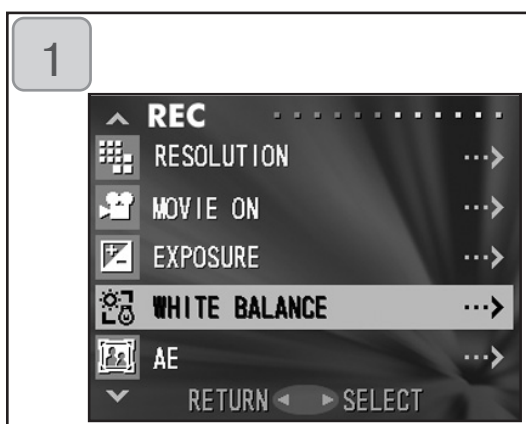 1
REC
RESOLUTION
MOVIE ON
EXPOSURE
WHITE BALANCE
AE
RETURN SELECT